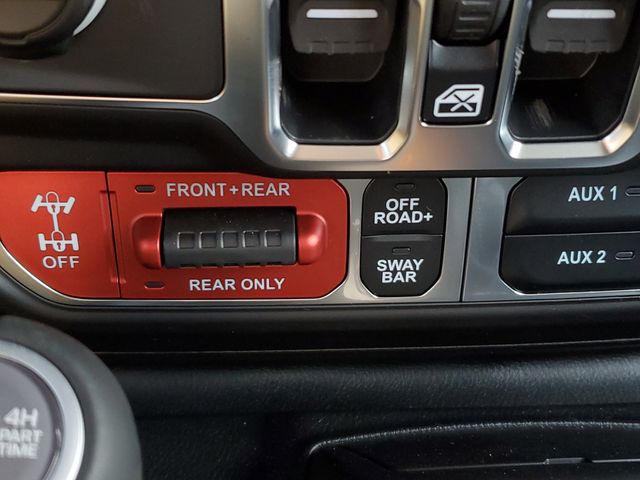 FRONT+REAR
OFF
REAR ONLY
OFF
ROAD+
SWAY
BAR
AUX 1
AUX 2
4H
PART
TIME